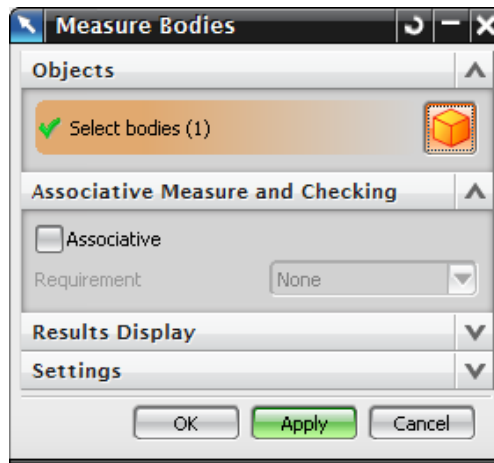 Measure Bodies
Objects
Select bodies (1)
Associative Measure and Checking
Associative
Requirement None
Results Display
Settings
OK Apply Cancel